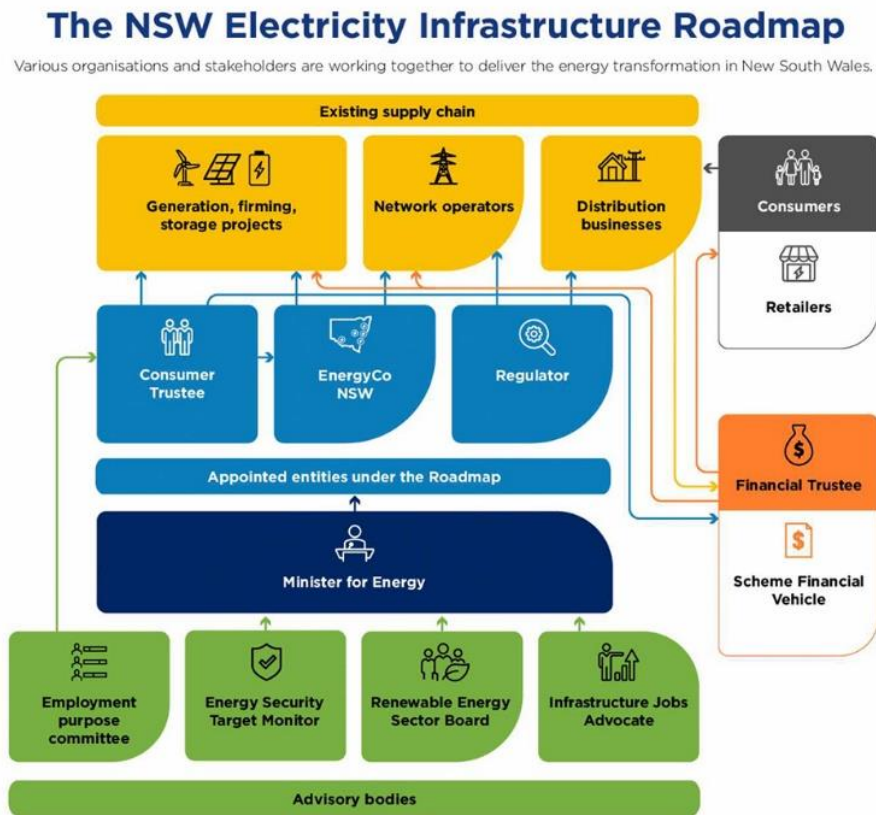 The NSW Electricity Infrastructure Roadmap
Various organisations and stakeholders are working together to deliver the energy transformation in New South Wales.
Existing supply chain
Generation, firming,
storage projects
Network operators
Distribution
businesses
Consumers
Retailers
Consumer
Trustee
EnergyCo
NSW
Regulator
Appointed entities under the Roadmap
$
Financial Trustee
$
Scheme Financial
Vehicle
Minister for Energy
Employment
purpose
committee
Energy Security
Target Monitor
Renewable Energy
Sector Board
Infrastructure Jobs
Advocate
Advisory bodies